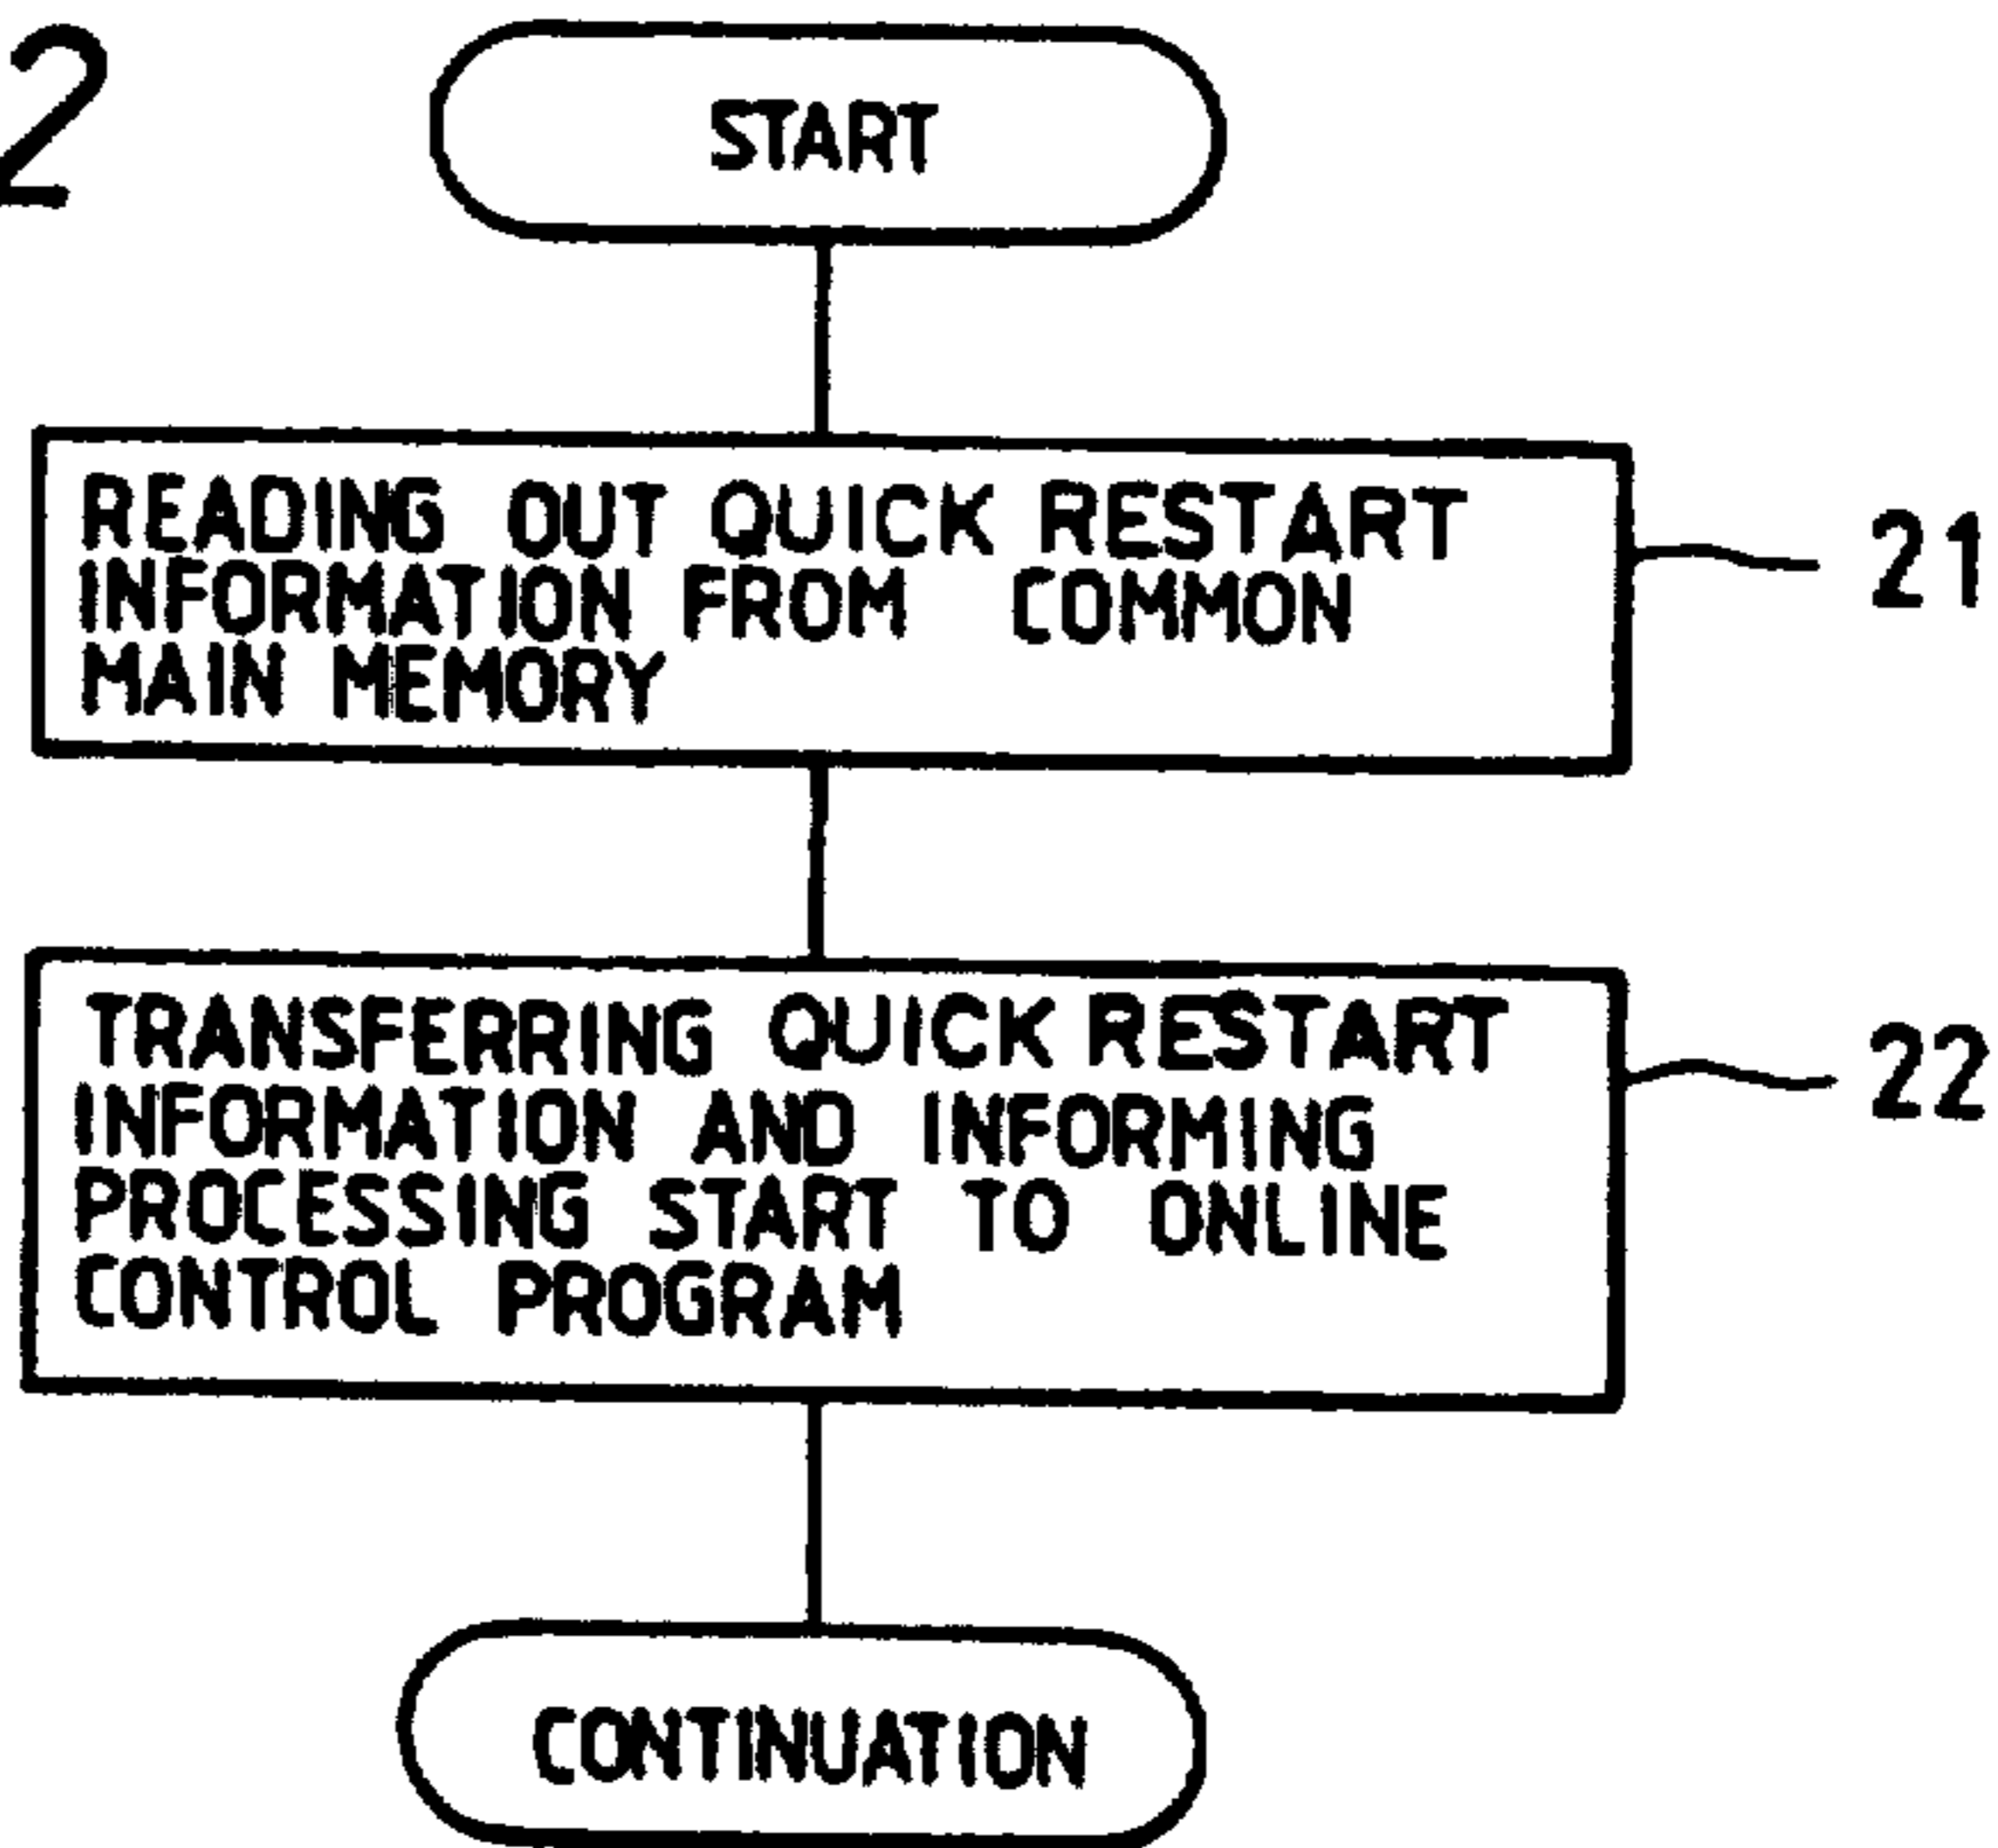 2
START
READING OUT QUICK RESTART
INFORMATION FROM COMMON
MAIN MEMORY
21
TRANSFERRING QUICK RESTART
INFORMATION AND INFORMING
PROCESSING START TO ONLINE
CONTROL PROGRAM
22
CONTINUATION